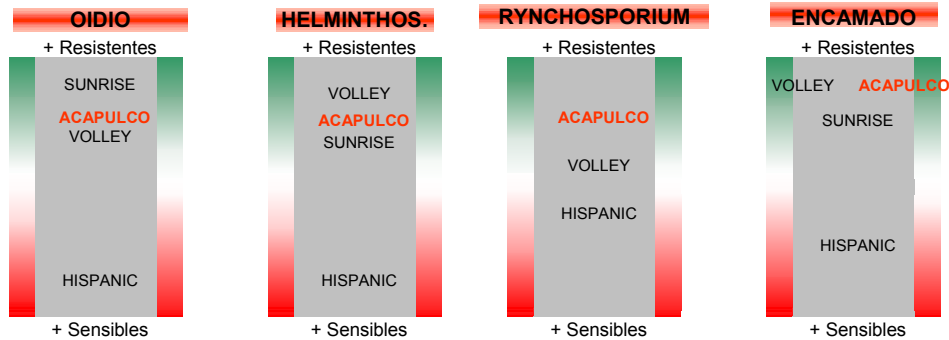 OIDIO
+ Resistentes
SUNRISE
ACAPULCO
VOLLEY
HISPANIC
+ Sensibles
HELMINTHOS.
+ Resistentes
VOLLEY
ACAPULCO
SUNRISE
HISPANIC
+ Sensibles
RYNCHOSPORIUM
+ Resistentes
ACAPULCO
VOLLEY
HISPANIC
+ Sensibles
ENCAMADO
+ Resistentes
VOLLEY ACAPULCO
SUNRISE
HISPANIC
+ Sensibles